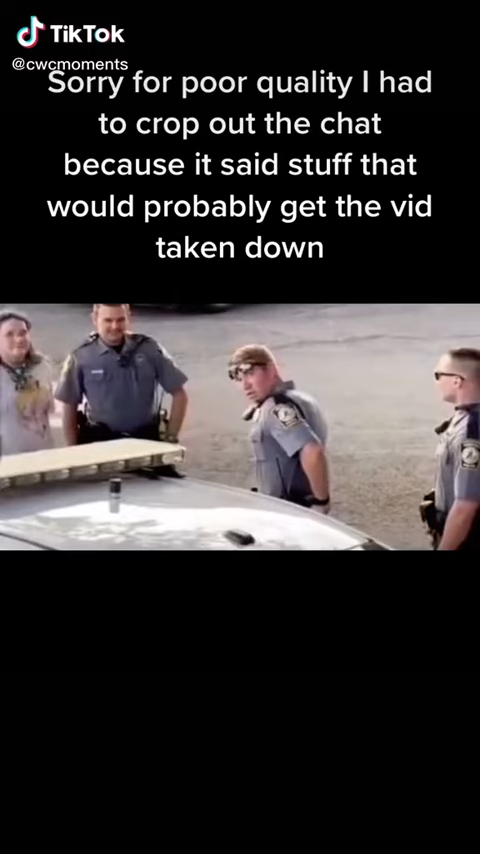 TikTok
@cwcmoments
Sorry for poor quality I had
to crop out the chat
because it said stuff that
would probably get the vid
taken down